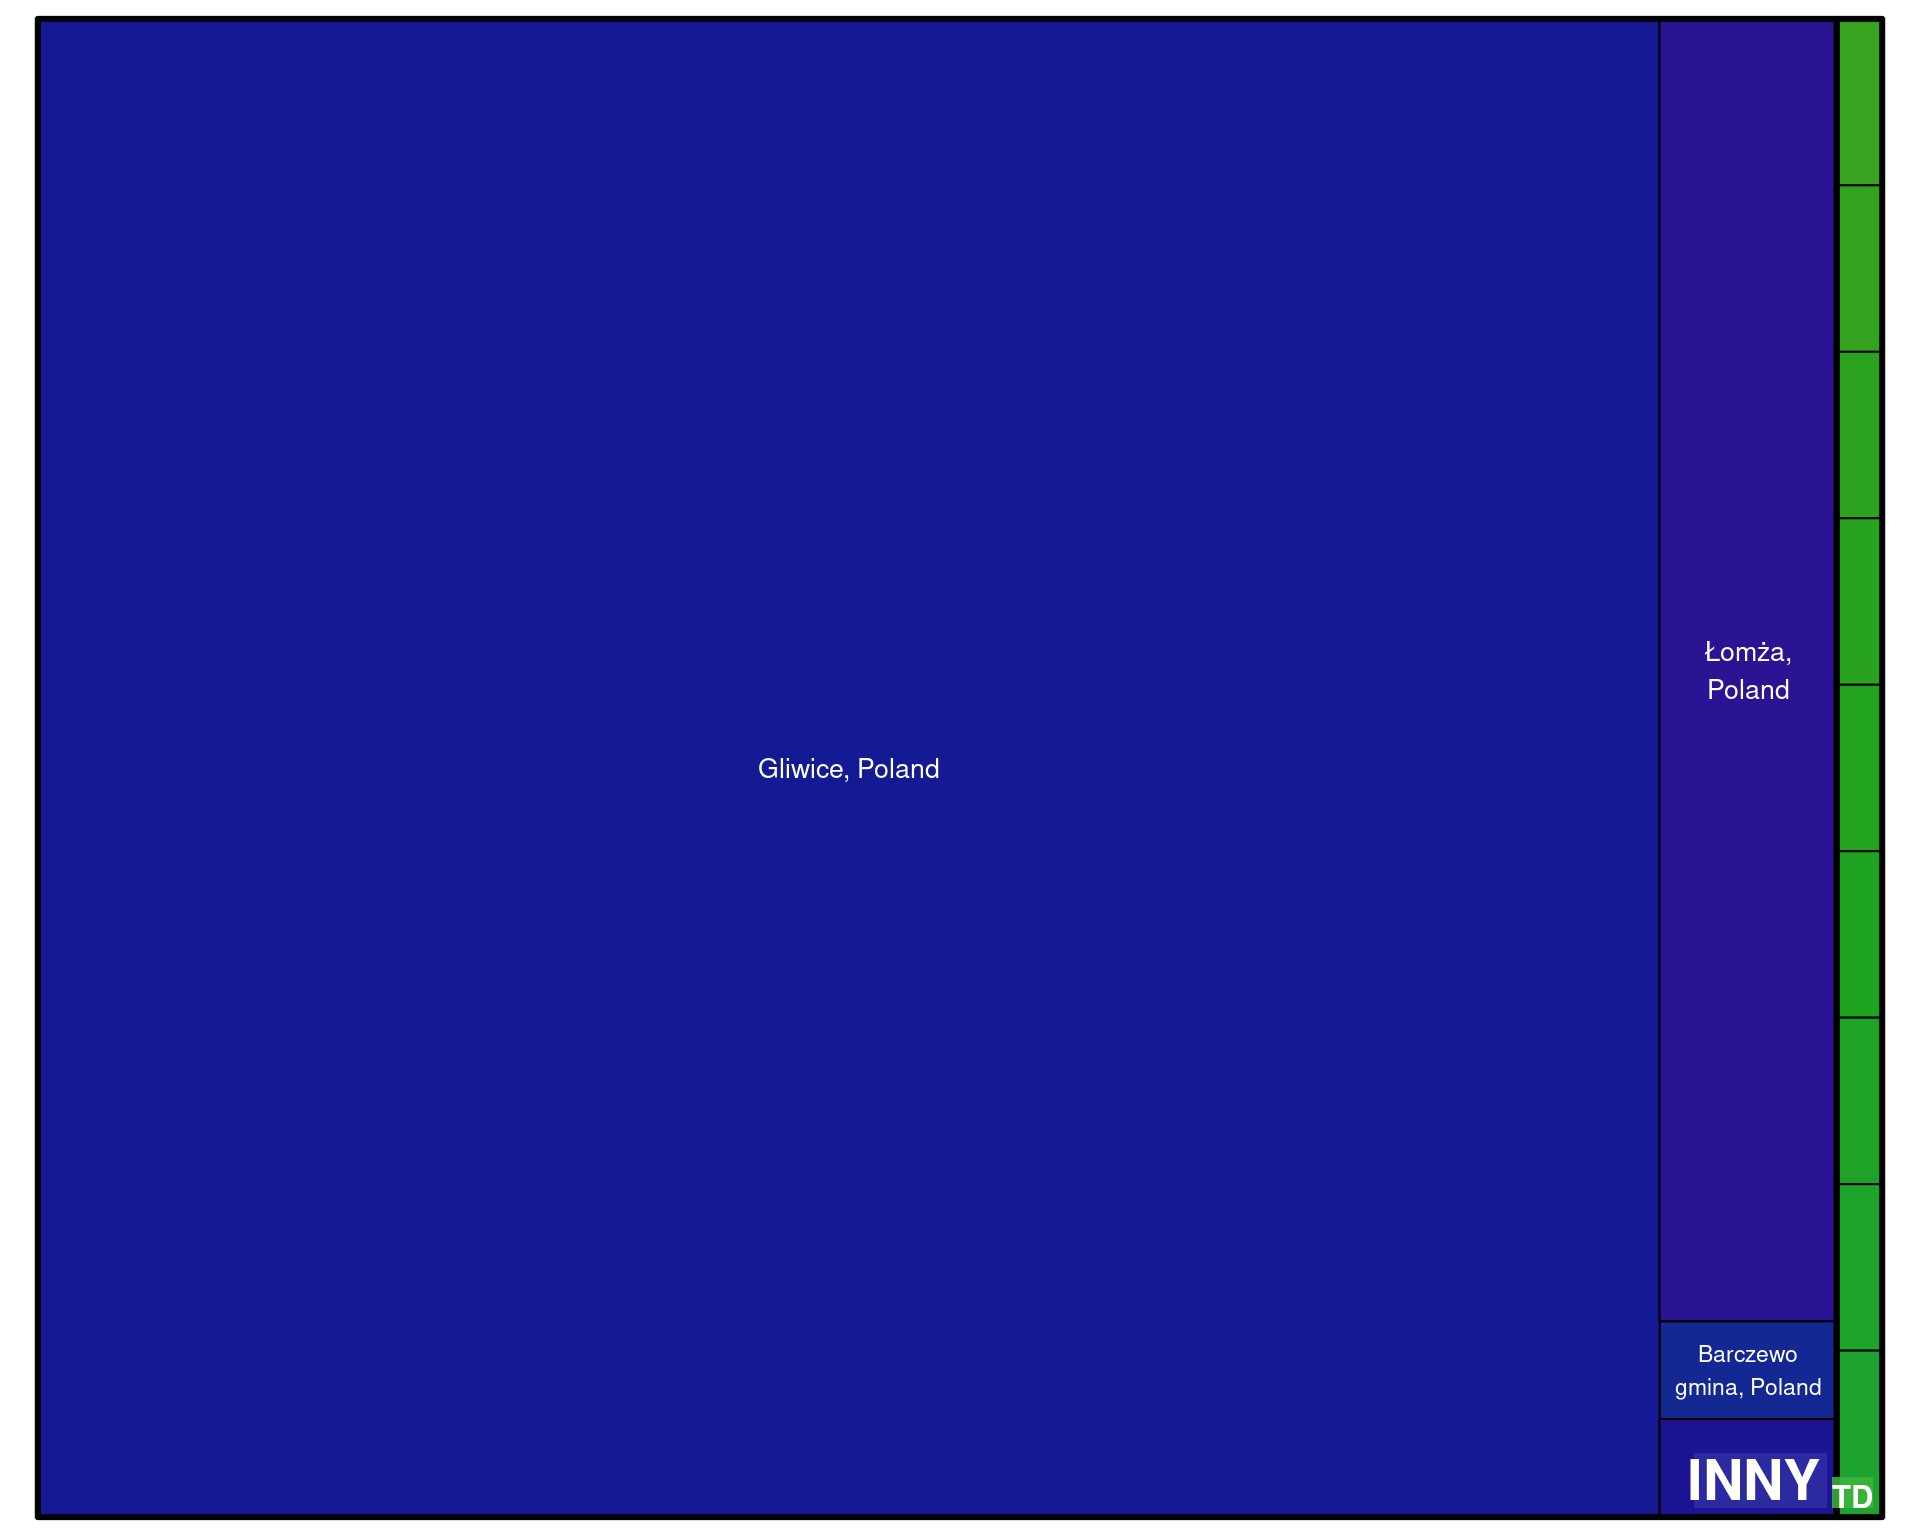 Gliwice, Poland
Łomża,
Poland
Barczewo
gmina, Poland
INNY
TD